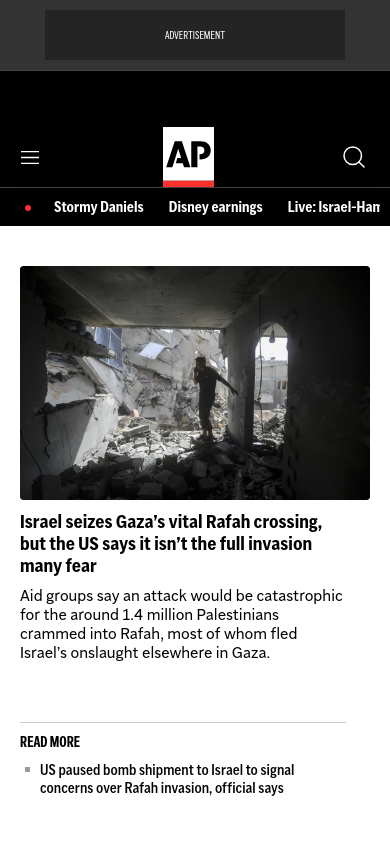 ADVERTISEMENT
AP
Stormy Daniels Disney earnings Live: Israel-Ham
Israel seizes Gaza’s vital Rafah crossing,
but the US says it isn’t the full invasion
many fear
Aid groups say an attack would be catastrophic
for the around 1.4 million Palestinians
crammed into Rafah, most of whom fled
Israel’s onslaught elsewhere in Gaza.
READ MORE
US paused bomb shipment to Israel to signal
concerns over Rafah invasion, official says